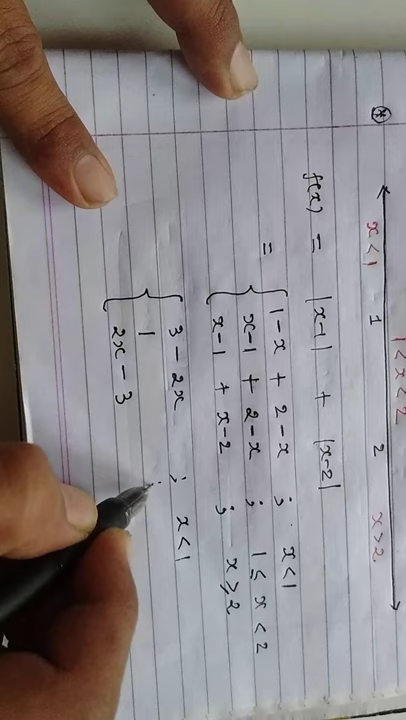 * x < 1 1 1 < x < 2 2 x > 2
f(x) = |x-1| + |x-2|
= { 1-x + 2-x ; x < 1
x-1 + 2-x ; 1 ≤ x < 2
x-1 + x-2 ; x ≥ 2
{ 3 - 2x ; x < 1
1
2x - 3